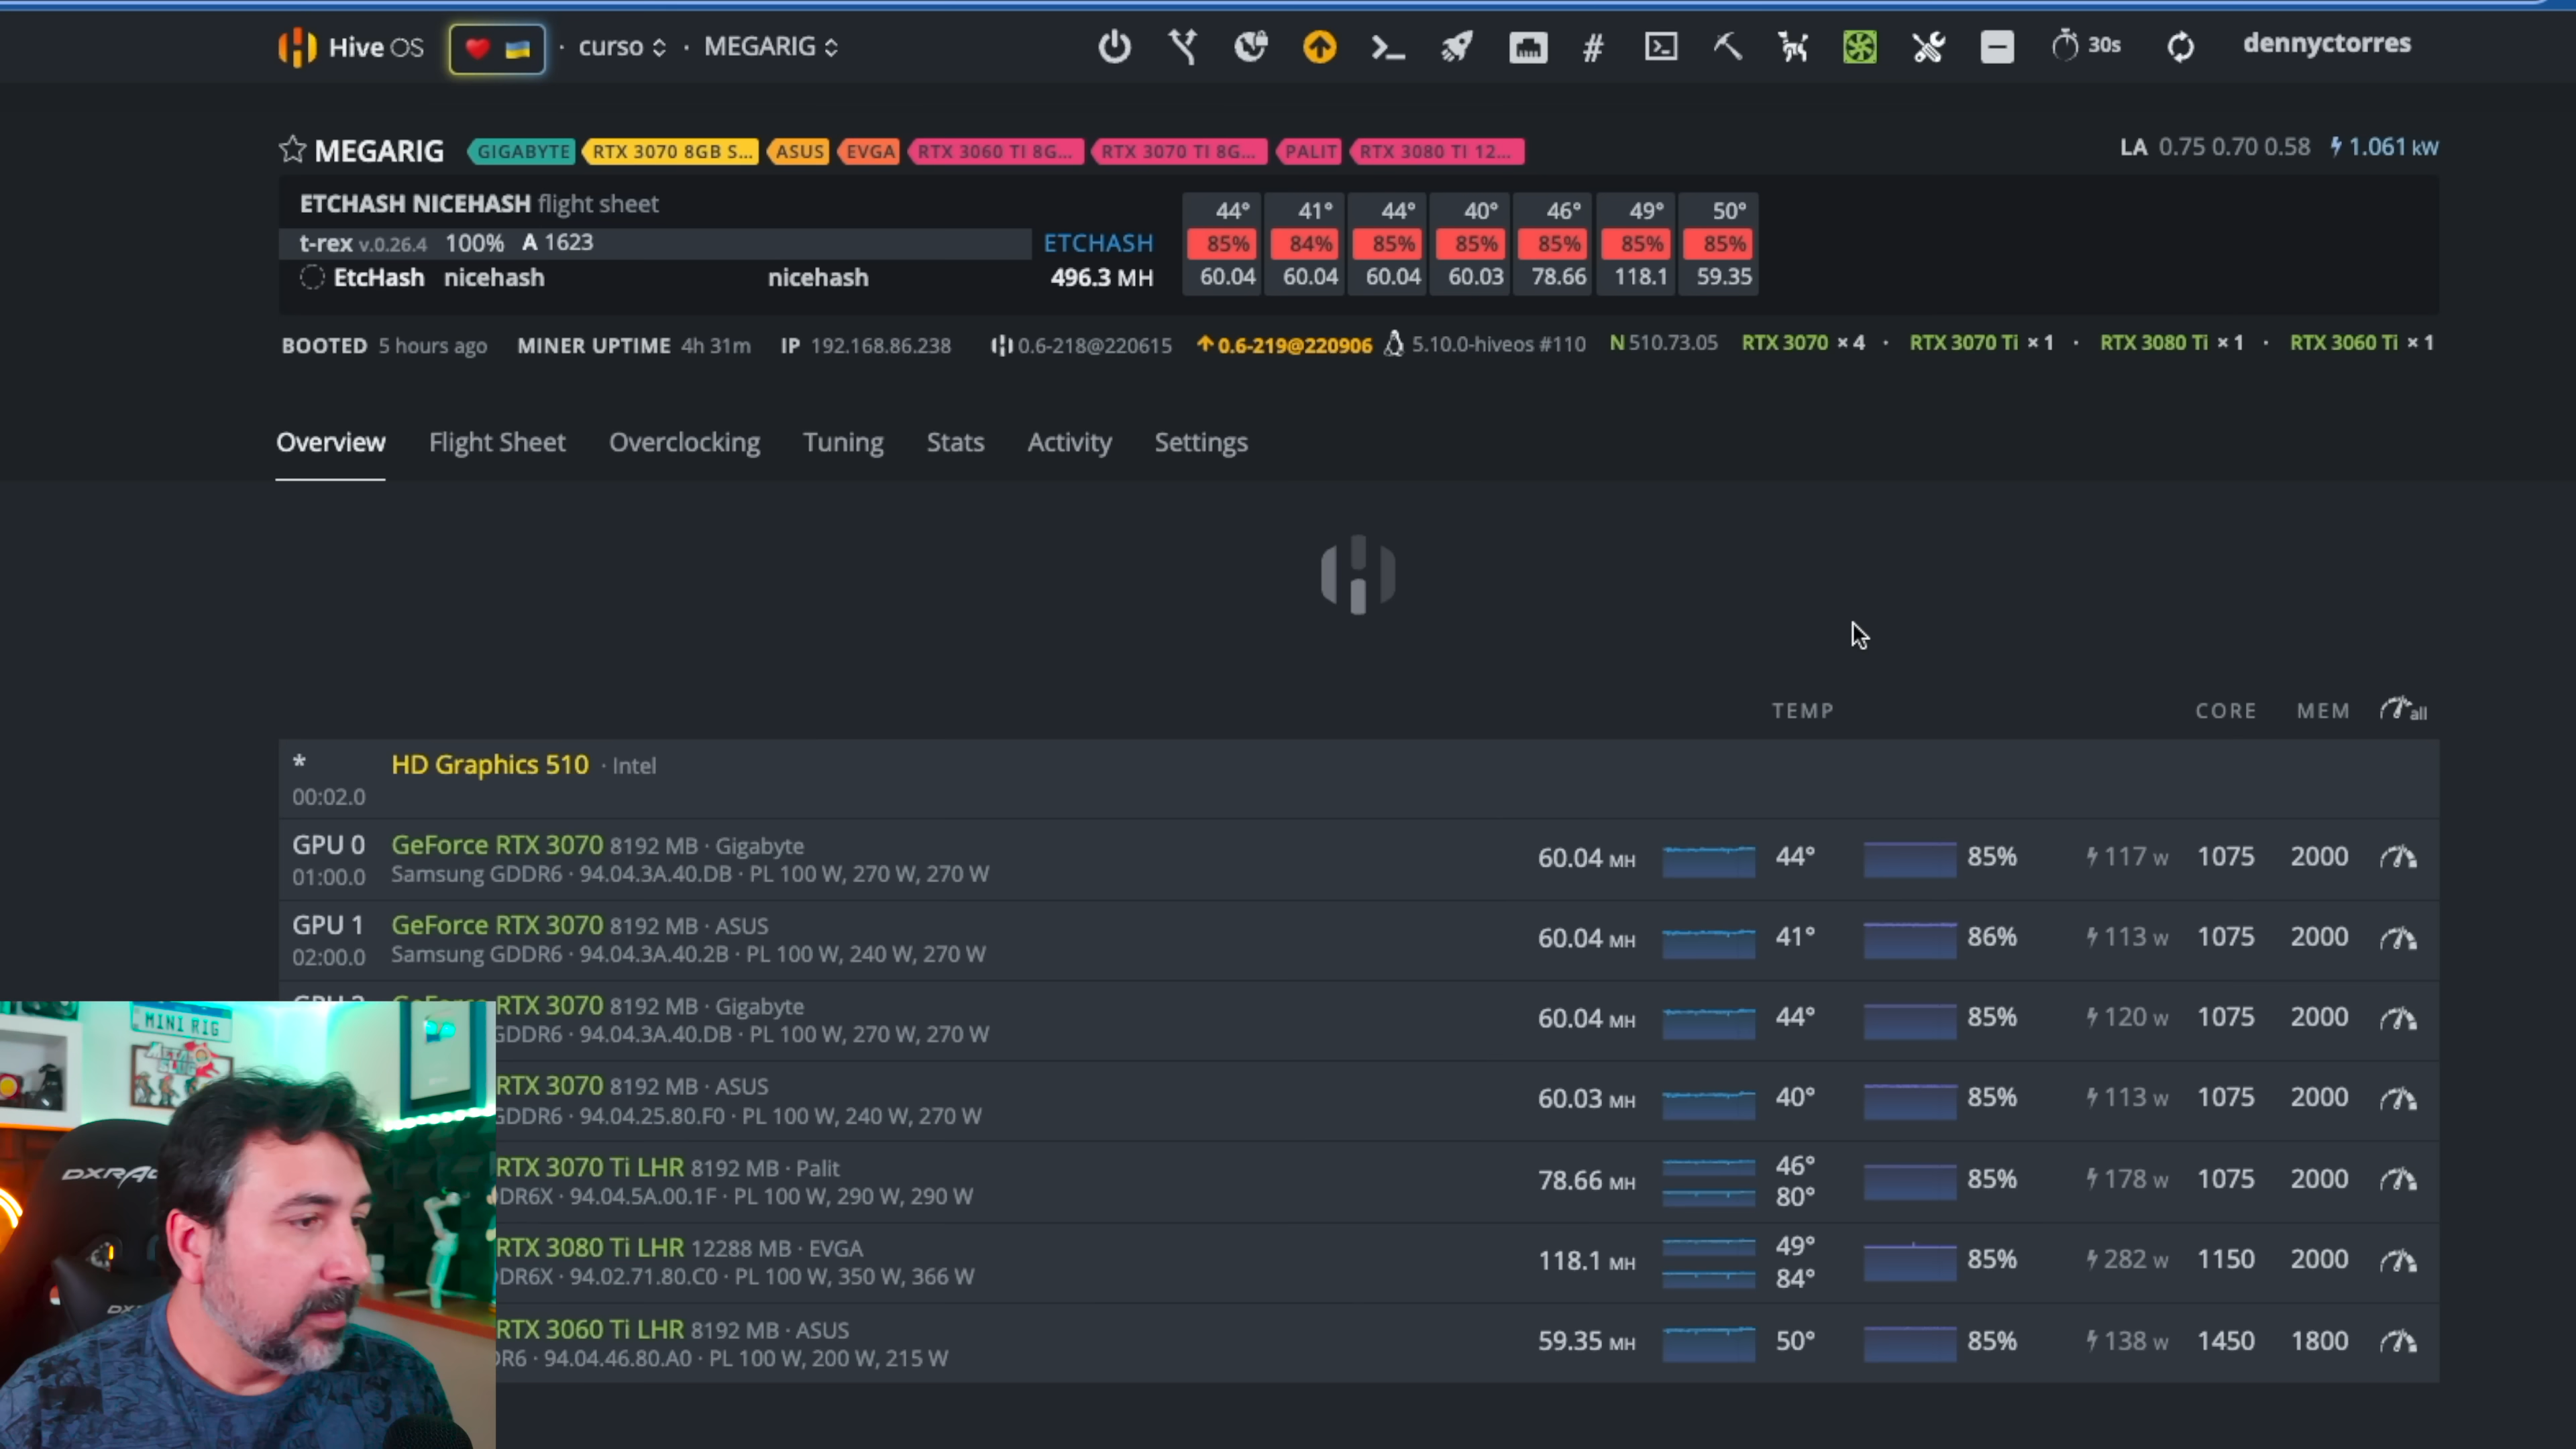 Hive OS · curso · MEGARIG 30s dennyctorres
MEGARIG GIGABYTE RTX 3070 8GB S... ASUS EVGA RTX 3060 TI 8G... RTX 3070 TI 8G... PALIT RTX 3080 TI 12... LA 0.75 0.70 0.58 1.061 kW
ETCHASH NICEHASH flight sheet 44° 41° 44° 40° 46° 49° 50°
t-rex v.0.26.4 100% A 1623 ETCHASH 85% 84% 85% 85% 85% 85% 85%
EtcHash nicehash nicehash 496.3 MH 60.04 60.04 60.04 60.03 78.66 118.1 59.35
BOOTED 5 hours ago MINER UPTIME 4h 31m IP 192.168.86.238 0.6-218@220615 0.6-219@220906 5.10.0-hiveos #110 N 510.73.05 RTX 3070 × 4 · RTX 3070 Ti × 1 · RTX 3080 Ti × 1 · RTX 3060 Ti × 1
Overview Flight Sheet Overclocking Tuning Stats Activity Settings
TEMP CORE MEM all
* HD Graphics 510 · Intel
00:02.0
GPU 0 GeForce RTX 3070 8192 MB · Gigabyte 60.04 MH 44° 85% 117 W 1075 2000
01:00.0 Samsung GDDR6 · 94.04.3A.40.DB · PL 100 W, 270 W, 270 W
GPU 1 GeForce RTX 3070 8192 MB · ASUS 60.04 MH 41° 86% 113 W 1075 2000
02:00.0 Samsung GDDR6 · 94.04.3A.40.2B · PL 100 W, 240 W, 270 W
RTX 3070 8192 MB · Gigabyte 60.04 MH 44° 85% 120 W 1075 2000
GDDR6 · 94.04.3A.40.DB · PL 100 W, 270 W, 270 W
RTX 3070 8192 MB · ASUS 60.03 MH 40° 85% 113 W 1075 2000
GDDR6 · 94.04.25.80.F0 · PL 100 W, 240 W, 270 W
RTX 3070 Ti LHR 8192 MB · Palit 78.66 MH 46° 85% 178 W 1075 2000
DR6X · 94.04.5A.00.1F · PL 100 W, 290 W, 290 W 80°
RTX 3080 Ti LHR 12288 MB · EVGA 118.1 MH 49° 85% 282 W 1150 2000
DR6X · 94.02.71.80.C0 · PL 100 W, 350 W, 366 W 84°
RTX 3060 Ti LHR 8192 MB · ASUS 59.35 MH 50° 85% 138 W 1450 1800
DR6 · 94.04.46.80.A0 · PL 100 W, 200 W, 215 W
MINI RIG
METAL SLUG
DXRAC